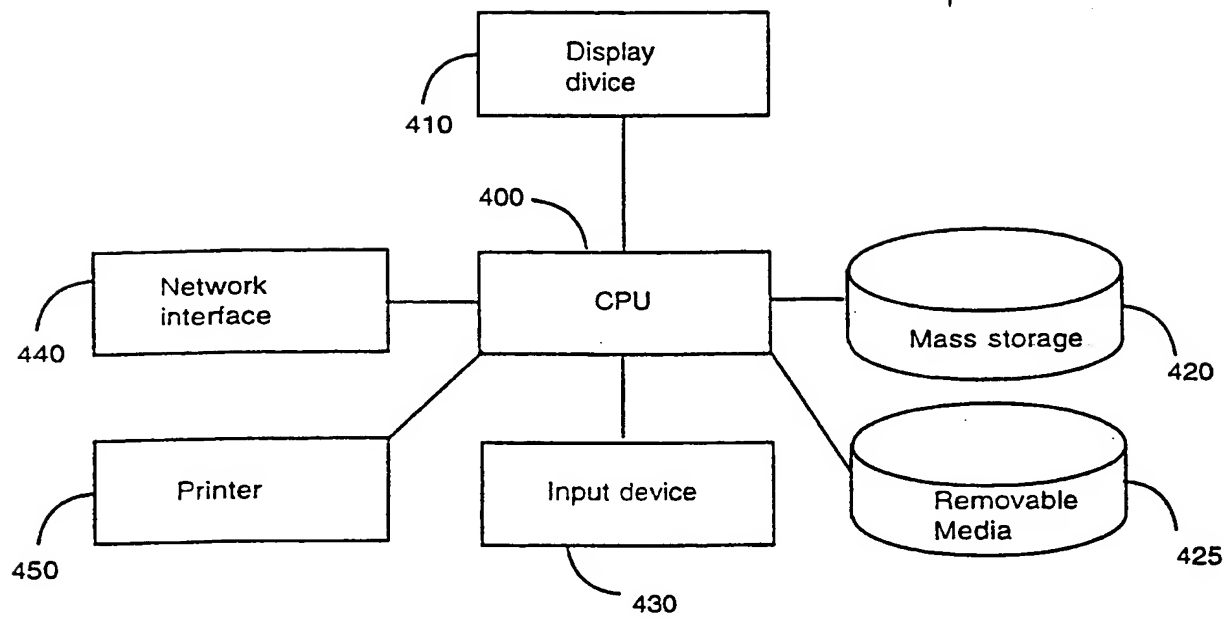 Display
divice
410
400
Network
interface
CPU
Mass storage
440
420
Printer
Input device
Removable
Media
450
425
430